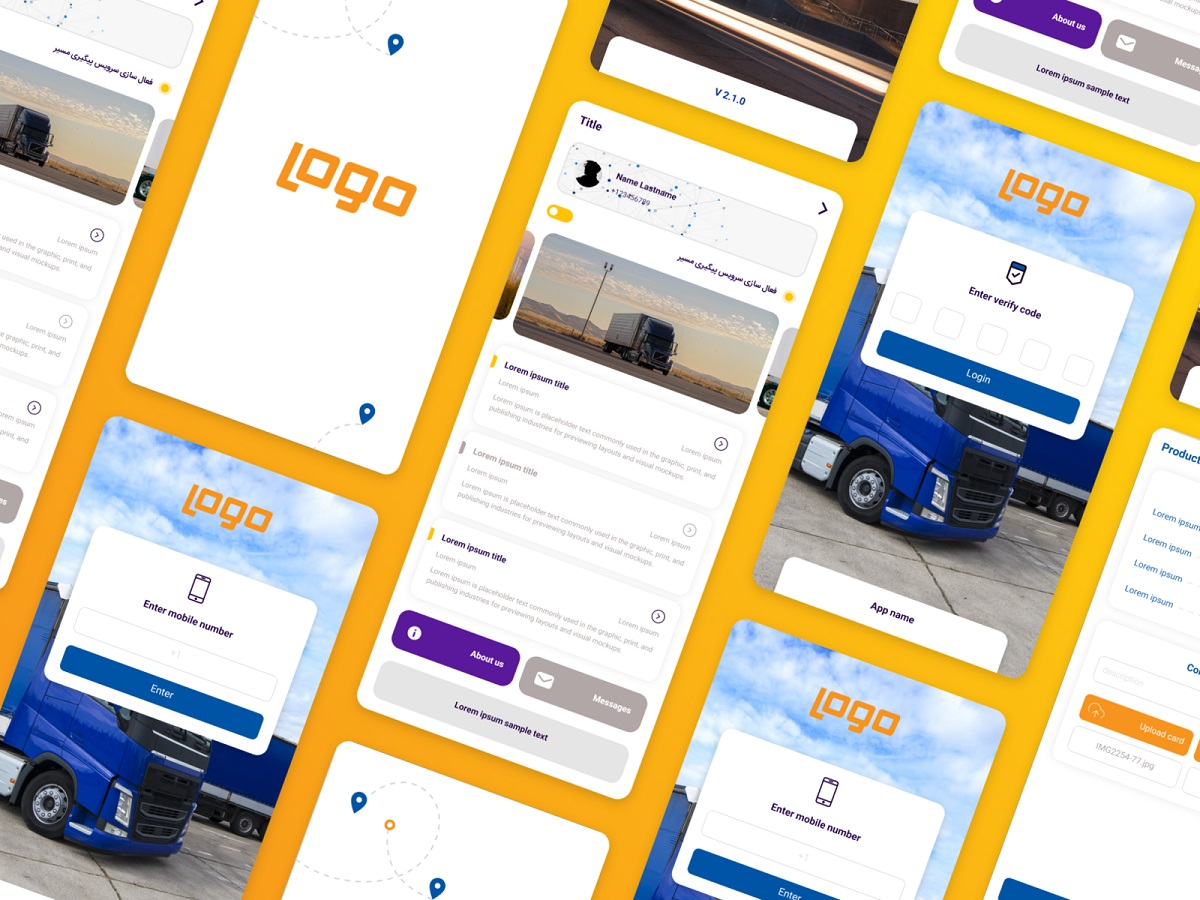 فعال سازی سرویس پیگیری مسیر
Lorem ipsum
used in the graphic, print, and
and visual mockups.
Lorem ipsum
graphic, print, and
mockups.
Lorem ipsum
print, and
logo
V 2.1.0
About us
Messages
Lorem ipsum sample text
Title
Name Lastname
+123456789
فعال سازی سرویس پیگیری مسیر
Lorem ipsum title
Lorem ipsum
Lorem ipsum
Lorem ipsum is placeholder text commonly used in the graphic, print, and
publishing industries for previewing layouts and visual mockups.
Lorem ipsum title
Lorem ipsum
Lorem ipsum
Lorem ipsum is placeholder text commonly used in the graphic, print, and
publishing industries for previewing layouts and visual mockups.
Lorem ipsum title
Lorem ipsum
Lorem ipsum
Lorem ipsum is placeholder text commonly used in the graphic, print, and
publishing industries for previewing layouts and visual mockups.
About us
Messages
Lorem ipsum sample text
logo
Enter verify code
Login
App name
logo
Enter mobile number
+1
Enter
logo
Enter mobile number
+1
Enter
Product
Lorem ipsum
Lorem ipsum
Lorem ipsum
Lorem ipsum
description
Upload card
IMG2254-77.jpg